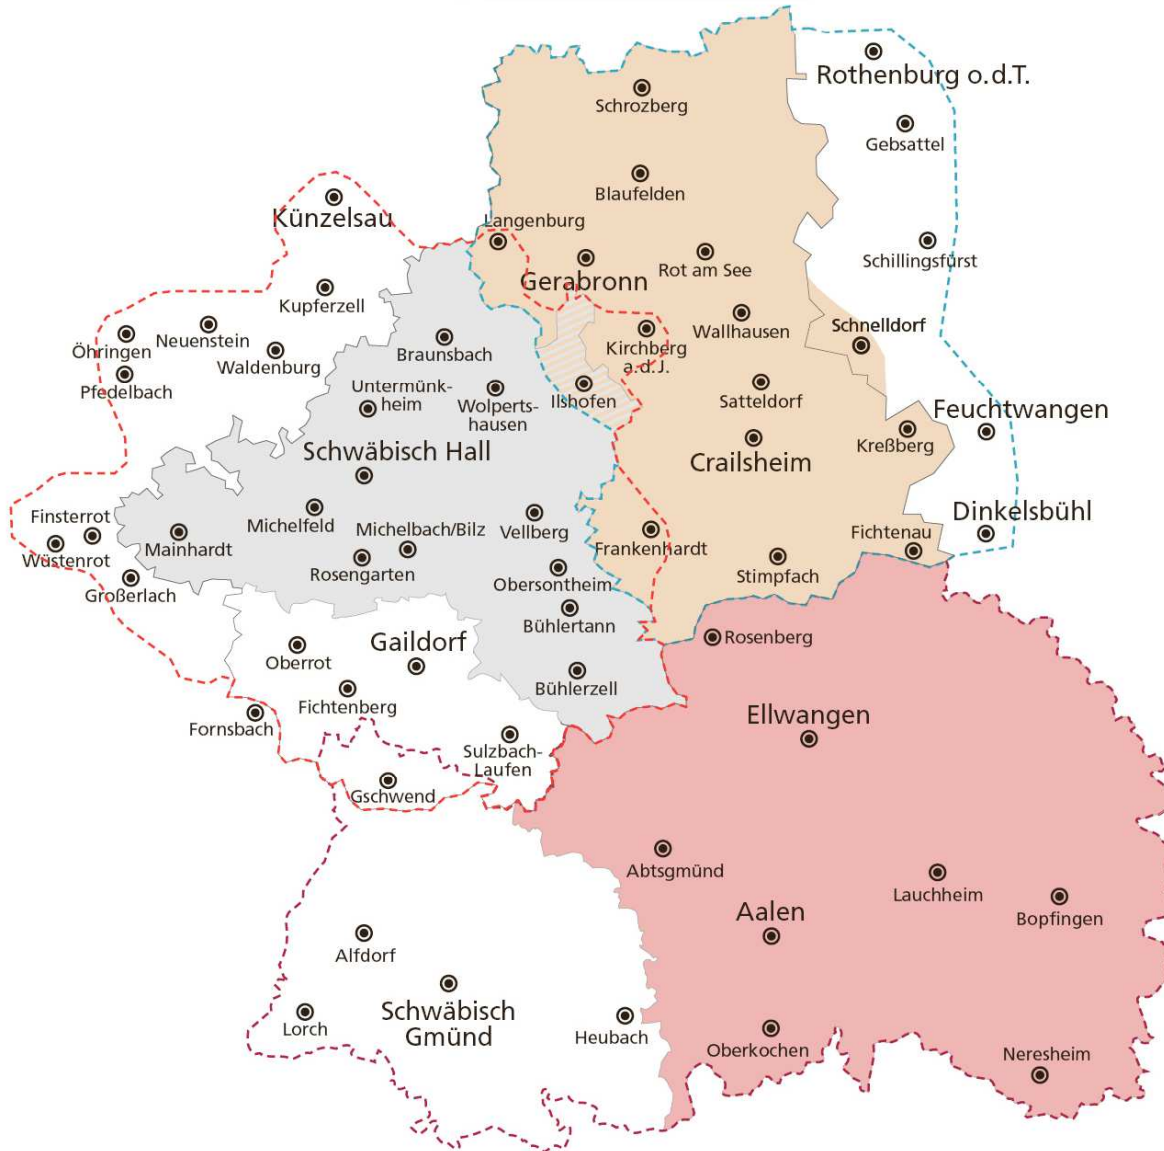 Rothenburg o.d.T.
Schrozberg
Gebsattel
Blaufelden
Künzelsau
Langenburg
Schillingsfürst
Rot am See
Gerabronn
Kupferzell
Schnelldorf
Wallhausen
Neuenstein
Öhringen
Braunsbach
Kirchberg
a.d.J.
Waldenburg
Pfedelbach
Untermünk-
heim
Wolperts-
hausen
Ilshofen
Satteldorf
Feuchtwangen
Kreßberg
Schwäbisch Hall
Crailsheim
Dinkelsbühl
Finsterrot
Michelfeld
Michelbach/Bilz
Vellberg
Fichtenau
Mainhardt
Frankenhardt
Wüstenrot
Rosengarten
Stimpfach
Obersontheim
Großerlach
Bühlertann
Rosenberg
Gaildorf
Oberrot
Bühlerzell
Fichtenberg
Ellwangen
Fornsbach
Sulzbach-
Laufen
Gschwend
Abtsgmünd
Lauchheim
Aalen
Bopfingen
Alfdorf
Schwäbisch
Gmünd
Lorch
Heubach
Oberkochen
Neresheim